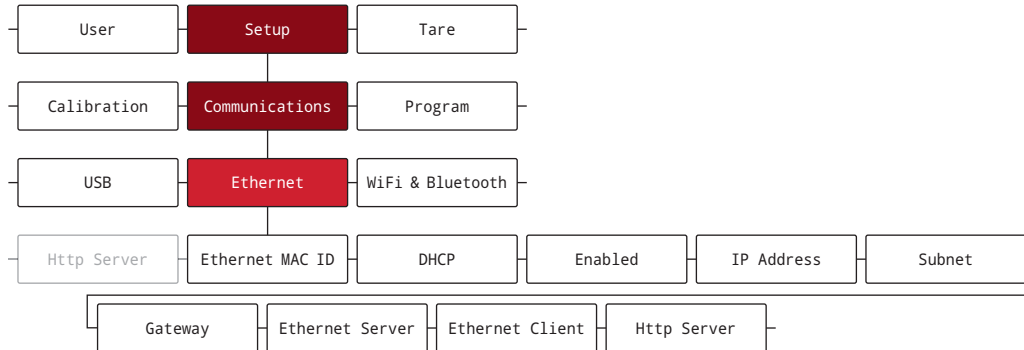 User Setup Tare
Calibration Communications Program
USB Ethernet WiFi & Bluetooth
Http Server Ethernet MAC ID DHCP Enabled IP Address Subnet
Gateway Ethernet Server Ethernet Client Http Server